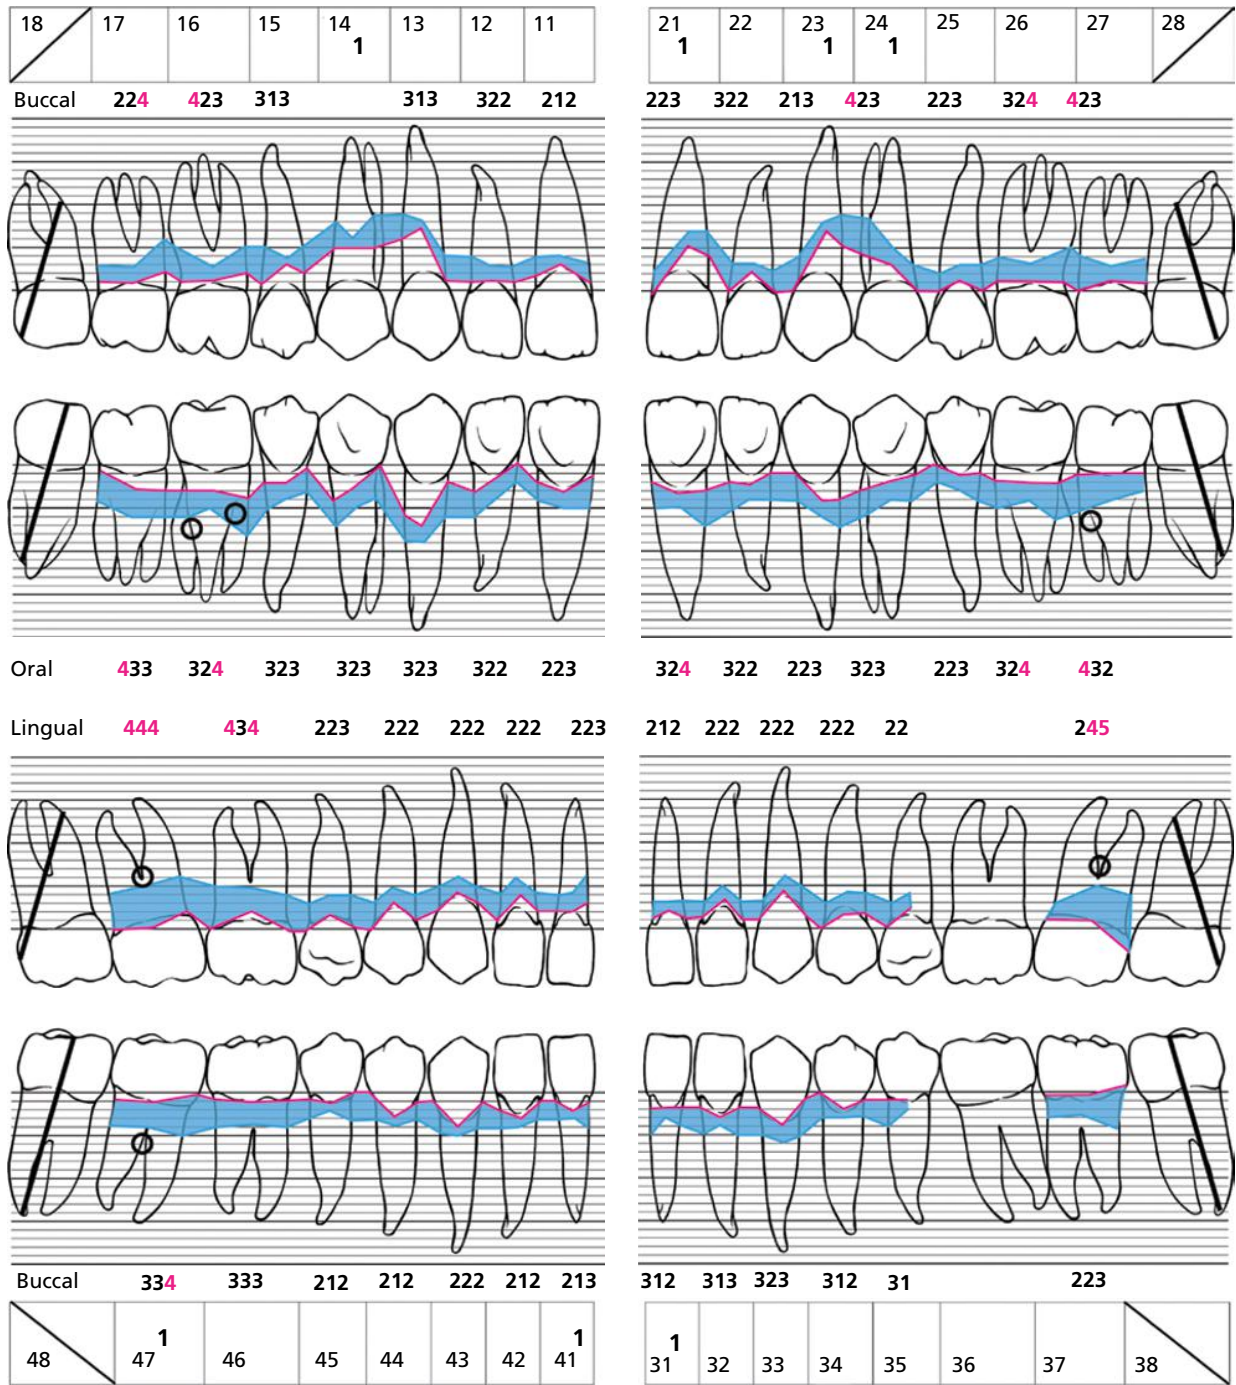 18 17 16 15 14 1 13 12 11 21 1 22 23 1 24 1 25 26 27 28
Buccal 224 423 313 313 322 212 223 322 213 423 223 324 423
Oral 433 324 323 323 323 322 223 324 322 223 323 223 324 432
Lingual 444 434 223 222 222 222 223 212 222 222 222 22 245
Buccal 334 333 212 212 222 212 213 312 313 323 312 31 223
48 47 1 46 45 44 43 42 41 1 31 1 32 33 34 35 36 37 38